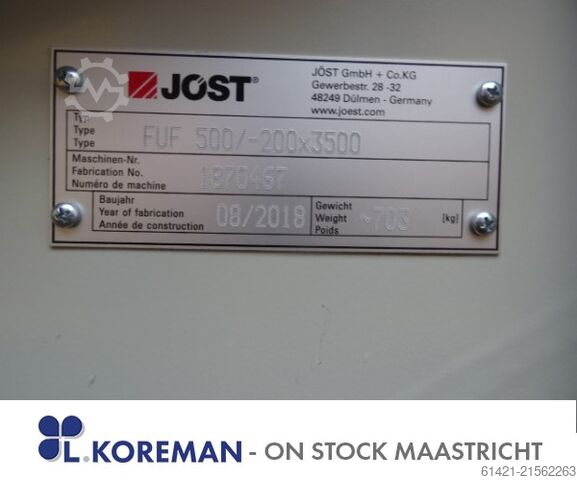 JÖST®
JÖST GmbH + Co.KG
Gewerbestr. 28 -32
48249 Dülmen - Germany
www.joest.com
Typ
Type
Type
FUF 500/-200x3500
Maschinen-Nr.
Fabrication No.
Numéro de machine
1870467
Baujahr
Year of fabrication
Année de construction
08/2018
Gewicht
Weight
Poids
~703
[kg]
L.KOREMAN - ON STOCK MAASTRICHT
61421-21562263